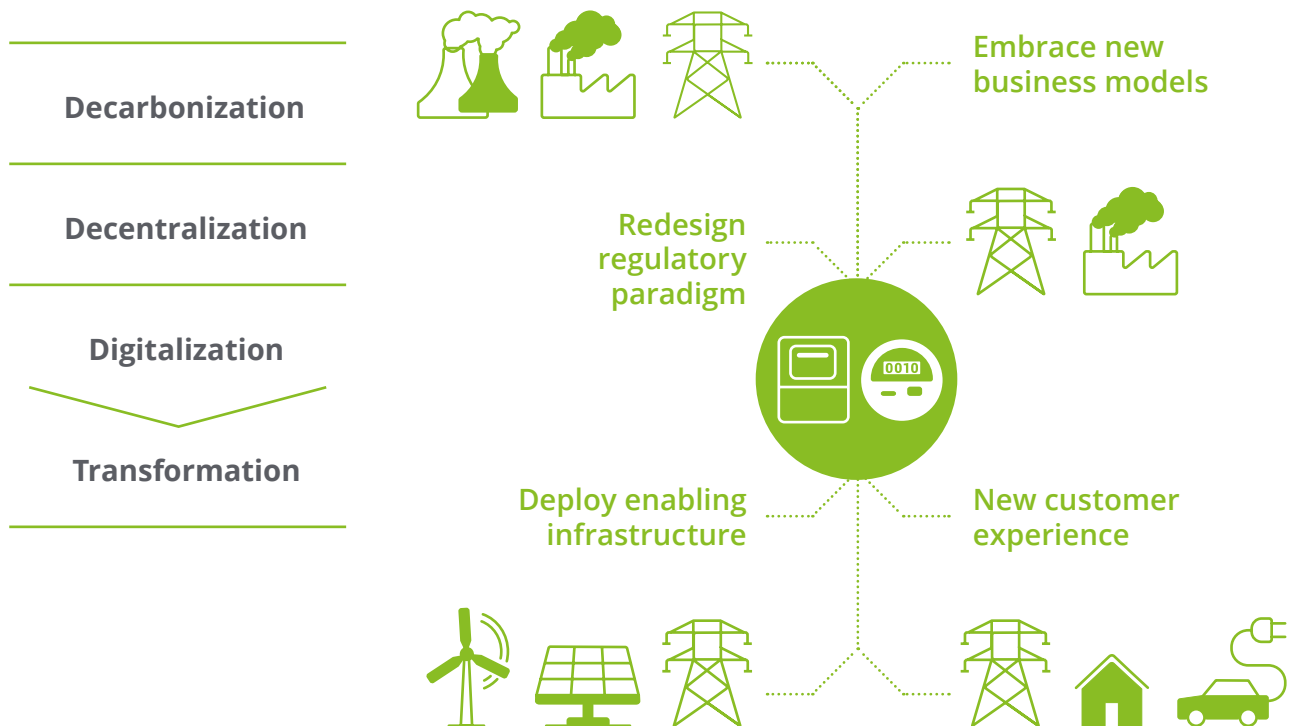 Decarbonization
Decentralization
Digitalization
Transformation
Embrace new
business models
Redesign
regulatory
paradigm
0010
Deploy enabling
infrastructure
New customer
experience